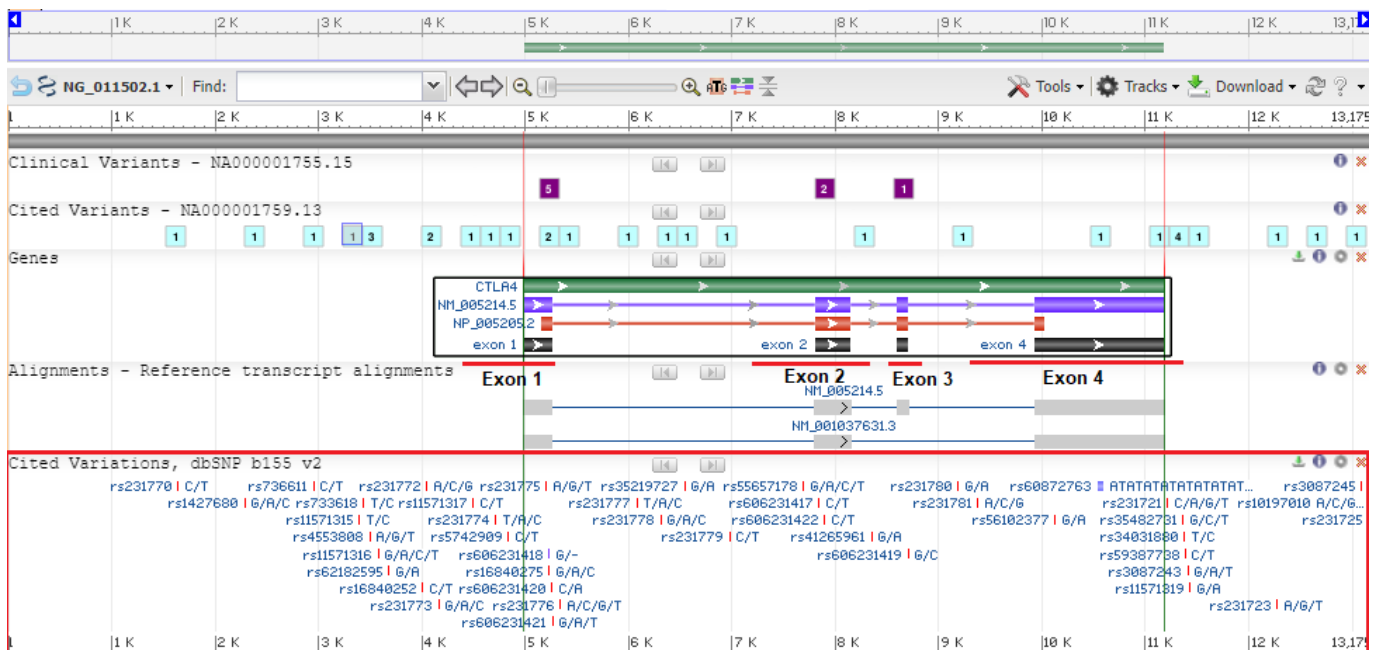 1 K 2 K 3 K 4 K 5 K 6 K 7 K 8 K 9 K 10 K 11 K 12 K
NG_011502.1 Find: ATG Tools Tracks Download ?
1 1 K 2 K 3 K 4 K 5 K 6 K 7 K 8 K 9 K 10 K 11 K 12 K 13,175
Clinical Variants - NA000001755.15
5 2 1
Cited Variants - NA000001759.13
1 1 1 1 3 2 1 1 1 2 1 1 1 1 1 1 1 1 1 4 1 1 1 1
Genes
CTLA4
NM_005214.5
NP_005205.2
exon 1 exon 2 exon 4
Alignments - Reference transcript alignments
Exon 1 Exon 2 Exon 3 Exon 4
NM_005214.5
NM_001037631.3
Cited Variations, dbSNP b155 v2
rs231770 C/T rs736611 C/T rs231772 A/C/G rs231775 A/G/T rs35219727 G/A rs55657178 G/A/C/T rs231780 G/A rs60872763 ATATATATATATATAT... rs3087245
rs1427680 G/A/C rs733618 T/C rs11571317 C/T rs231777 T/A/C rs606231417 C/T rs231781 A/C/G rs231721 C/A/G/T rs10197010 A/C/G...
rs11571315 T/C rs231774 T/A/C rs231778 G/A/C rs606231422 C/T rs56102377 G/A rs35482731 G/C/T rs231725
rs4553808 A/G/T rs5742909 C/T rs231779 C/T rs41265961 G/A rs34031880 T/C
rs11571316 G/A/C/T rs606231418 G/- rs606231419 G/C rs59387738 C/T
rs62182595 G/A rs16840275 G/A/C rs3087243 G/A/T
rs16840252 C/T rs606231420 C/A rs11571319 G/A
rs231773 G/A/C rs231776 A/C/G/T rs231723 A/G/T
rs606231421 G/A/T
1 K 2 K 3 K 4 K 5 K 6 K 7 K 8 K 9 K 10 K 11 K 12 K